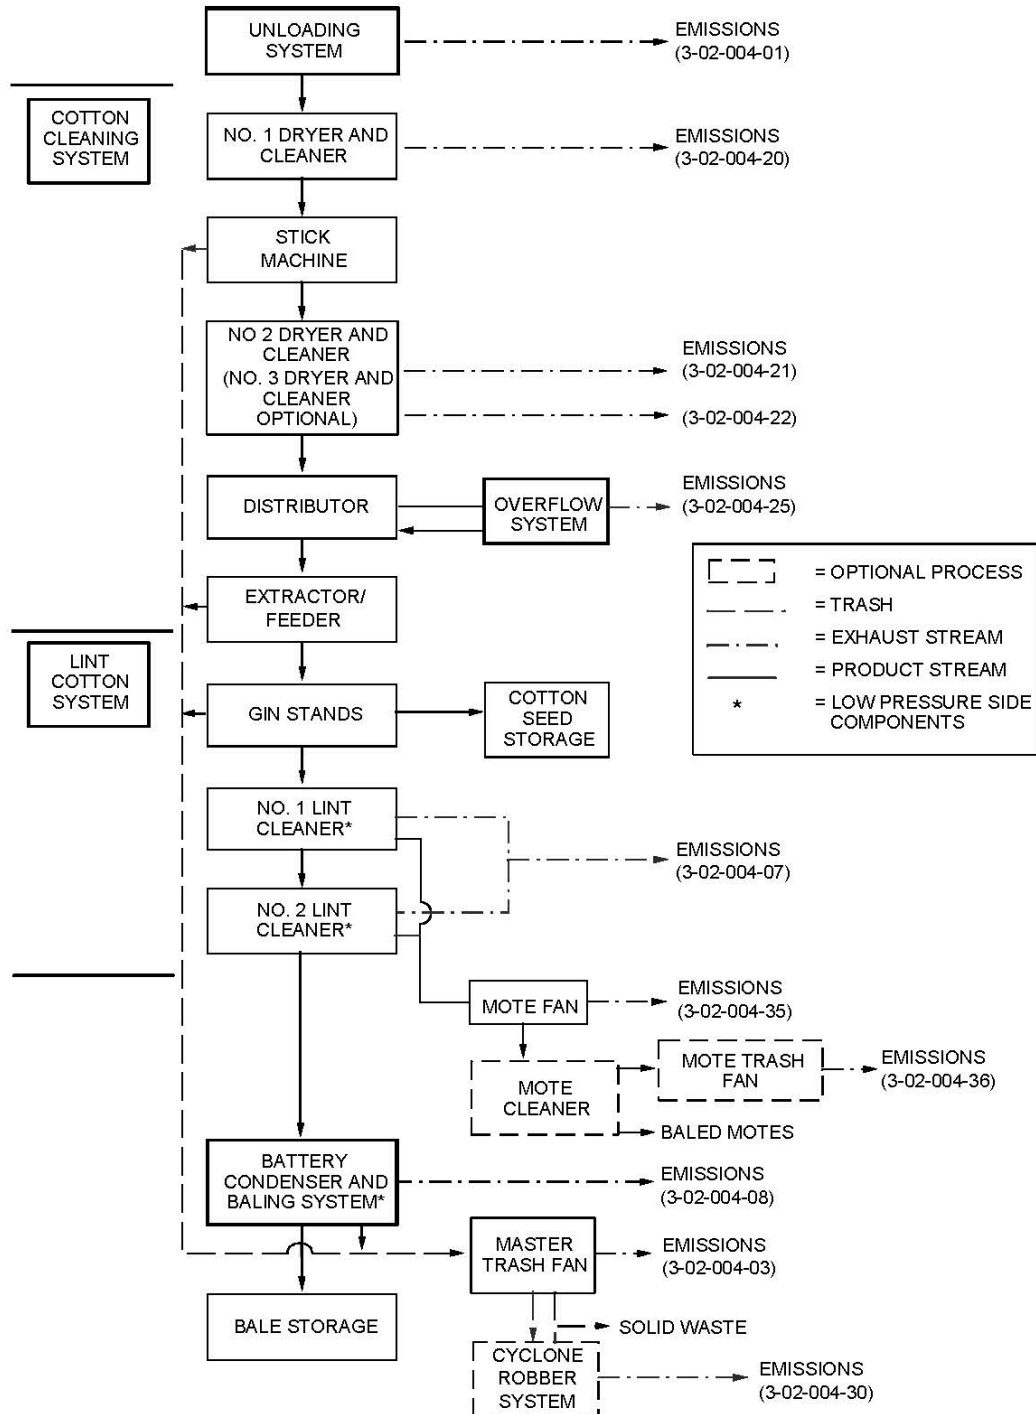 UNLOADING
SYSTEM
EMISSIONS
(3-02-004-01)
COTTON
CLEANING
SYSTEM
NO. 1 DRYER AND
CLEANER
EMISSIONS
(3-02-004-20)
STICK
MACHINE
NO 2 DRYER AND
CLEANER
(NO. 3 DRYER AND
CLEANER
OPTIONAL)
EMISSIONS
(3-02-004-21)
(3-02-004-22)
DISTRIBUTOR
OVERFLOW
SYSTEM
EMISSIONS
(3-02-004-25)
= OPTIONAL PROCESS
= TRASH
= EXHAUST STREAM
= PRODUCT STREAM
* = LOW PRESSURE SIDE
COMPONENTS
EXTRACTOR/
FEEDER
LINT
COTTON
SYSTEM
GIN STANDS
COTTON
SEED
STORAGE
NO. 1 LINT
CLEANER*
EMISSIONS
(3-02-004-07)
NO. 2 LINT
CLEANER*
MOTE FAN
EMISSIONS
(3-02-004-35)
MOTE
CLEANER
MOTE TRASH
FAN
EMISSIONS
(3-02-004-36)
BALED MOTES
BATTERY
CONDENSER AND
BALING SYSTEM*
EMISSIONS
(3-02-004-08)
MASTER
TRASH FAN
EMISSIONS
(3-02-004-03)
BALE STORAGE
SOLID WASTE
CYCLONE
ROBBER
SYSTEM
EMISSIONS
(3-02-004-30)